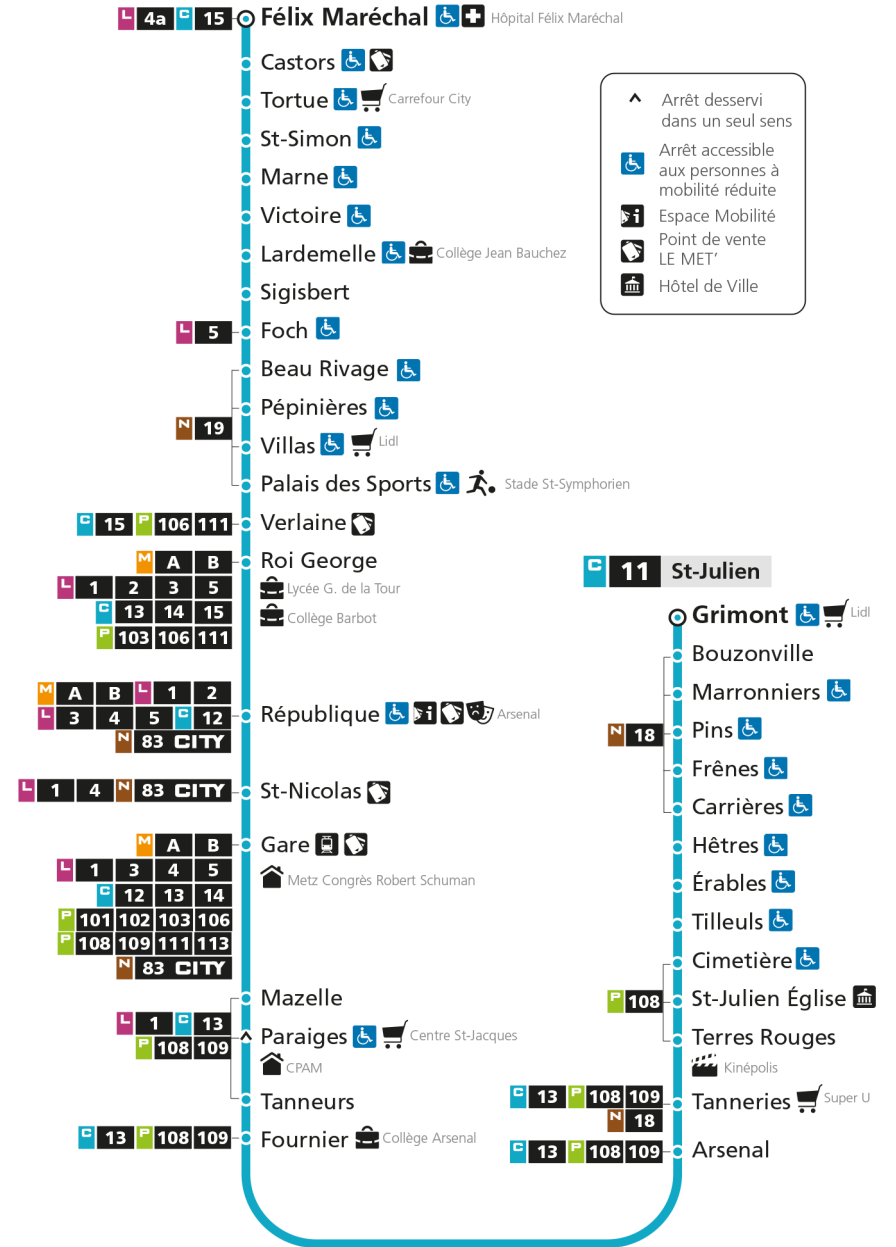 L 4a C 15 Félix Maréchal Hôpital Félix Maréchal
Castors
Tortue Carrefour City
St-Simon
Marne
Victoire
Lardemelle Collège Jean Bauchez
Sigisbert
L 5 Foch
Beau Rivage
Pépinières
N 19
Villas Lidl
Palais des Sports Stade St-Symphorien
C 15 P 106 111 Verlaine
M A B Roi George
L 1 2 3 5 Lycée G. de la Tour
C 13 14 15 Collège Barbot
P 103 106 111
M A B L 1 2
L 3 4 5 C 12 République i Arsenal
N 83 CITY
L 1 4 N 83 CITY St-Nicolas
M A B Gare
L 1 3 4 5 Metz Congrès Robert Schuman
C 12 13 14
P 101 102 103 106
P 108 109 111 113
N 83 CITY
Mazelle
L 1 C 13 Paraiges Centre St-Jacques
P 108 109 CPAM
Tanneurs
C 13 P 108 109 Fournier Collège Arsenal
Arrêt desservi
dans un seul sens
Arrêt accessible
aux personnes à
mobilité réduite
i Espace Mobilité
Point de vente
LE MET’
Hôtel de Ville
C 11 St-Julien
Grimont Lidl
Bouzonville
Marronniers
N 18 Pins
Frênes
Carrières
Hêtres
Érables
Tilleuls
Cimetière
P 108 St-Julien Église
Terres Rouges
Kinépolis
C 13 P 108 109 Tanneries Super U
N 18
C 13 P 108 109 Arsenal